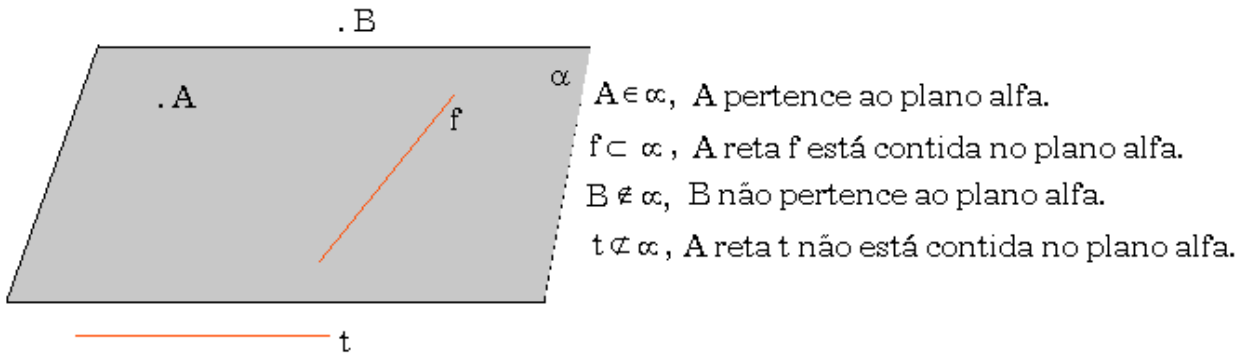 . B
α
. A
f
A ∈ α, A pertence ao plano alfa.
f ⊂ α, A reta f está contida no plano alfa.
B ∉ α, B não pertence ao plano alfa.
t ⊄ α, A reta t não está contida no plano alfa.
t